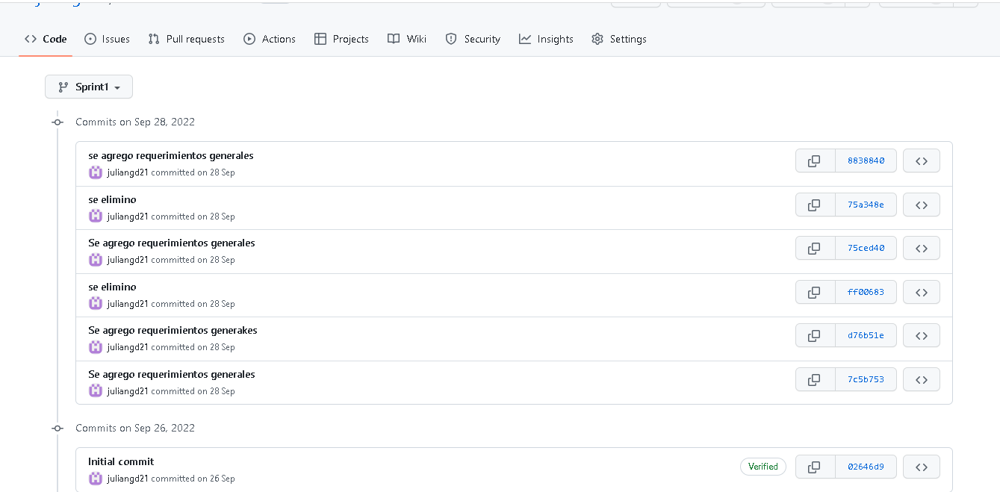 Code Issues Pull requests Actions Projects Wiki Security Insights Settings
Sprint1
Commits on Sep 28, 2022
se agrego requerimientos generales
8838840
juliangd21 committed on 28 Sep
se elimino
75a348e
juliangd21 committed on 28 Sep
Se agrego requerimientos generales
75ced40
juliangd21 committed on 28 Sep
se elimino
ff00683
juliangd21 committed on 28 Sep
Se agrego requerimientos generakes
d76b51e
juliangd21 committed on 28 Sep
Se agrego requerimientos generales
7c5b753
juliangd21 committed on 28 Sep
Commits on Sep 26, 2022
Initial commit
Verified 02646d9
juliangd21 committed on 26 Sep